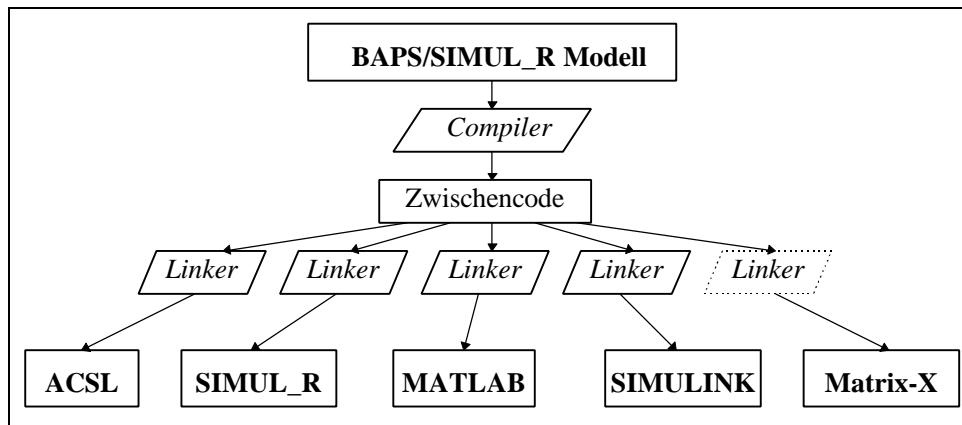 BAPS/SIMUL_R Modell
Compiler
Zwischencode
Linker Linker Linker Linker Linker
ACSL SIMUL_R MATLAB SIMULINK Matrix-X